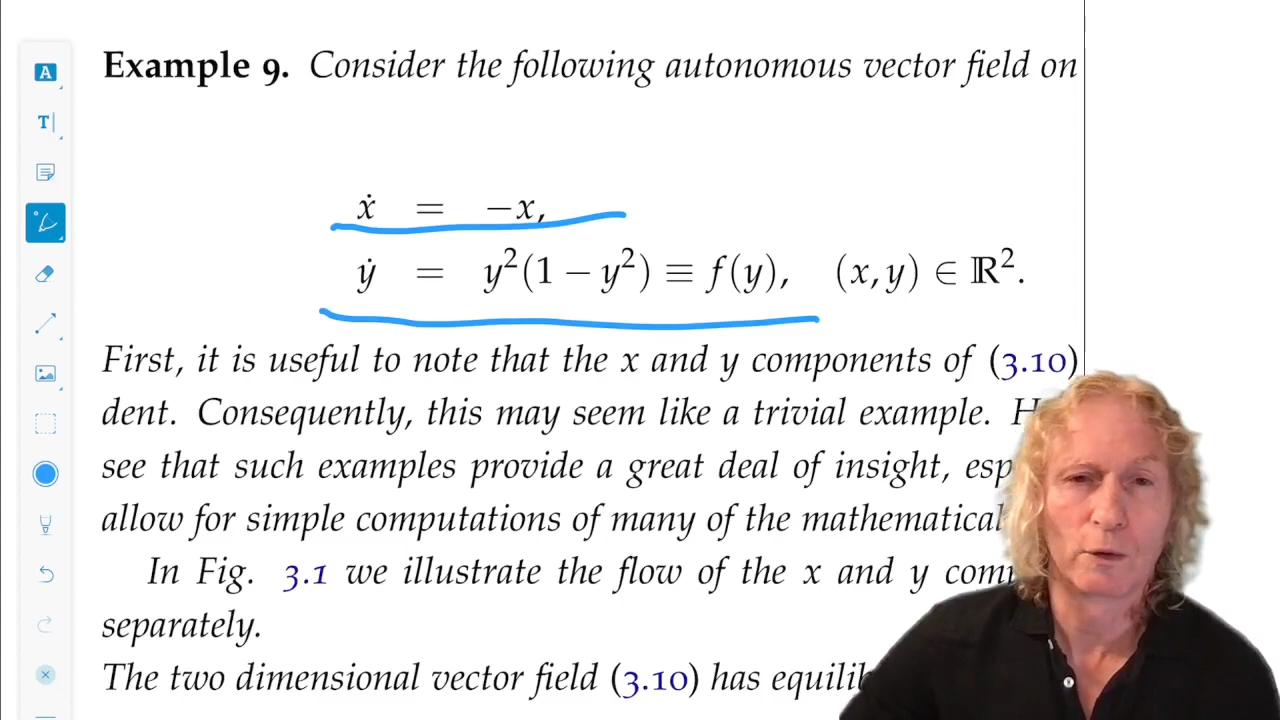 Example 9. Consider the following autonomous vector field on
ẋ = −x,
ẏ = y²(1 − y²) ≡ f(y), (x, y) ∈ ℝ².
First, it is useful to note that the x and y components of (3.10)
dent. Consequently, this may seem like a trivial example.
see that such examples provide a great deal of insight,
allow for simple computations of many of the mathematical
In Fig. 3.1 we illustrate the flow of the x and y
separately.
The two dimensional vector field (3.10) has
A
T